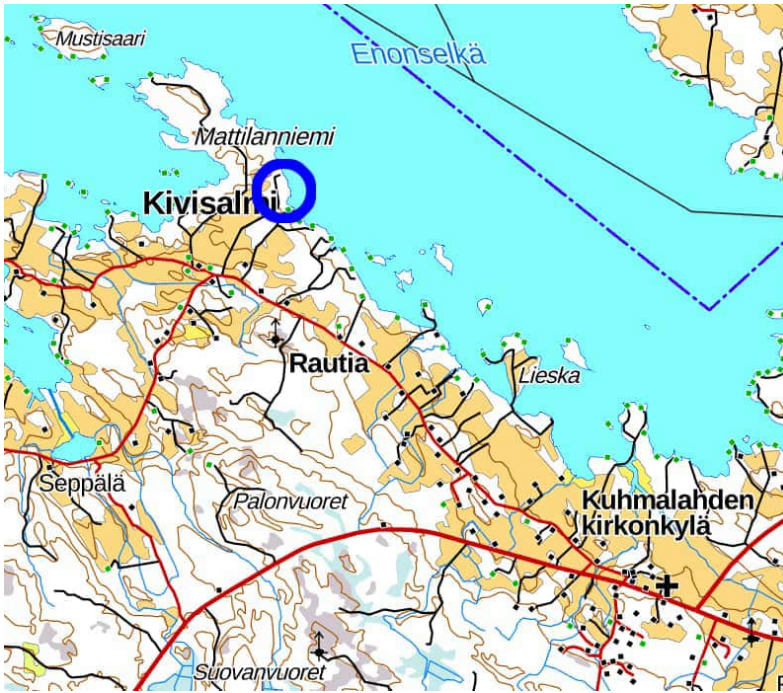 Mustisaari
Enonselkä
Mattilanniemi
Kivisalmi
Rautia
Lieska
Seppälä
Palonvuoret
Kuhmalahden
kirkonkylä
Suovanvuoret